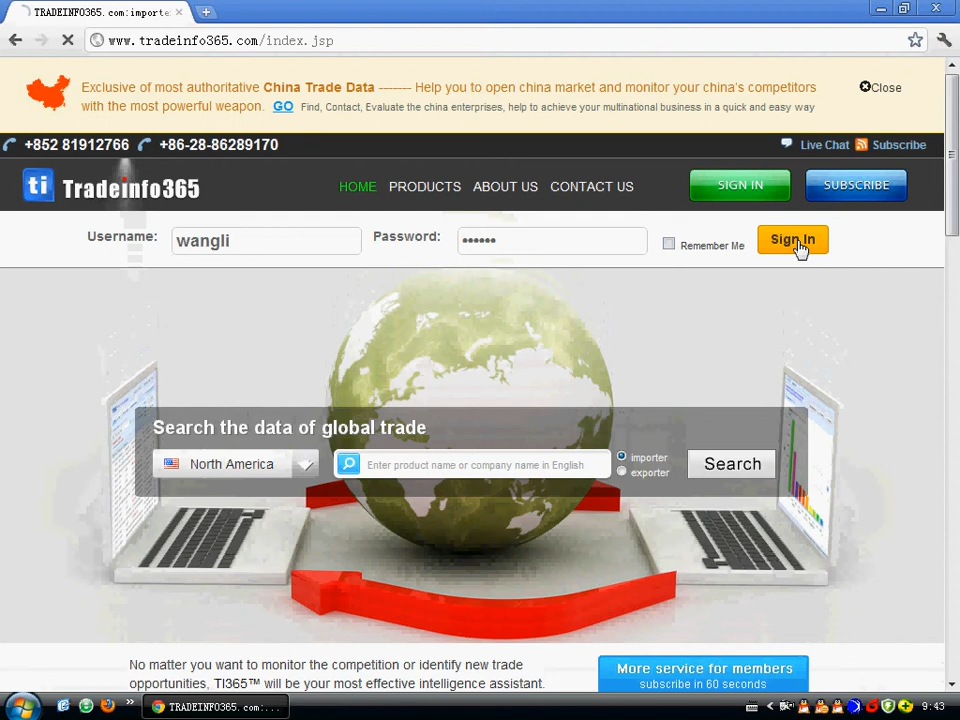 TRADEINFO365.com:importe
www.tradeinfo365.com/index.jsp
Exclusive of most authoritative China Trade Data ------- Help you to open china market and monitor your china's competitors
with the most powerful weapon. GO Find, Contact, Evaluate the china enterprises, help to achieve your multinational business in a quick and easy way
Close
+852 81912766 +86-28-86289170 Live Chat Subscribe
ti Tradeinfo365 HOME PRODUCTS ABOUT US CONTACT US SIGN IN SUBSCRIBE
Username: wangli Password: •••••• Remember Me Sign In
Search the data of global trade
North America Enter product name or company name in English importer Search
exporter
No matter you want to monitor the competition or identify new trade
opportunities, TI365™ will be your most effective intelligence assistant.
More service for members
subscribe in 60 seconds
TRADEINFO365.com:... 9:43